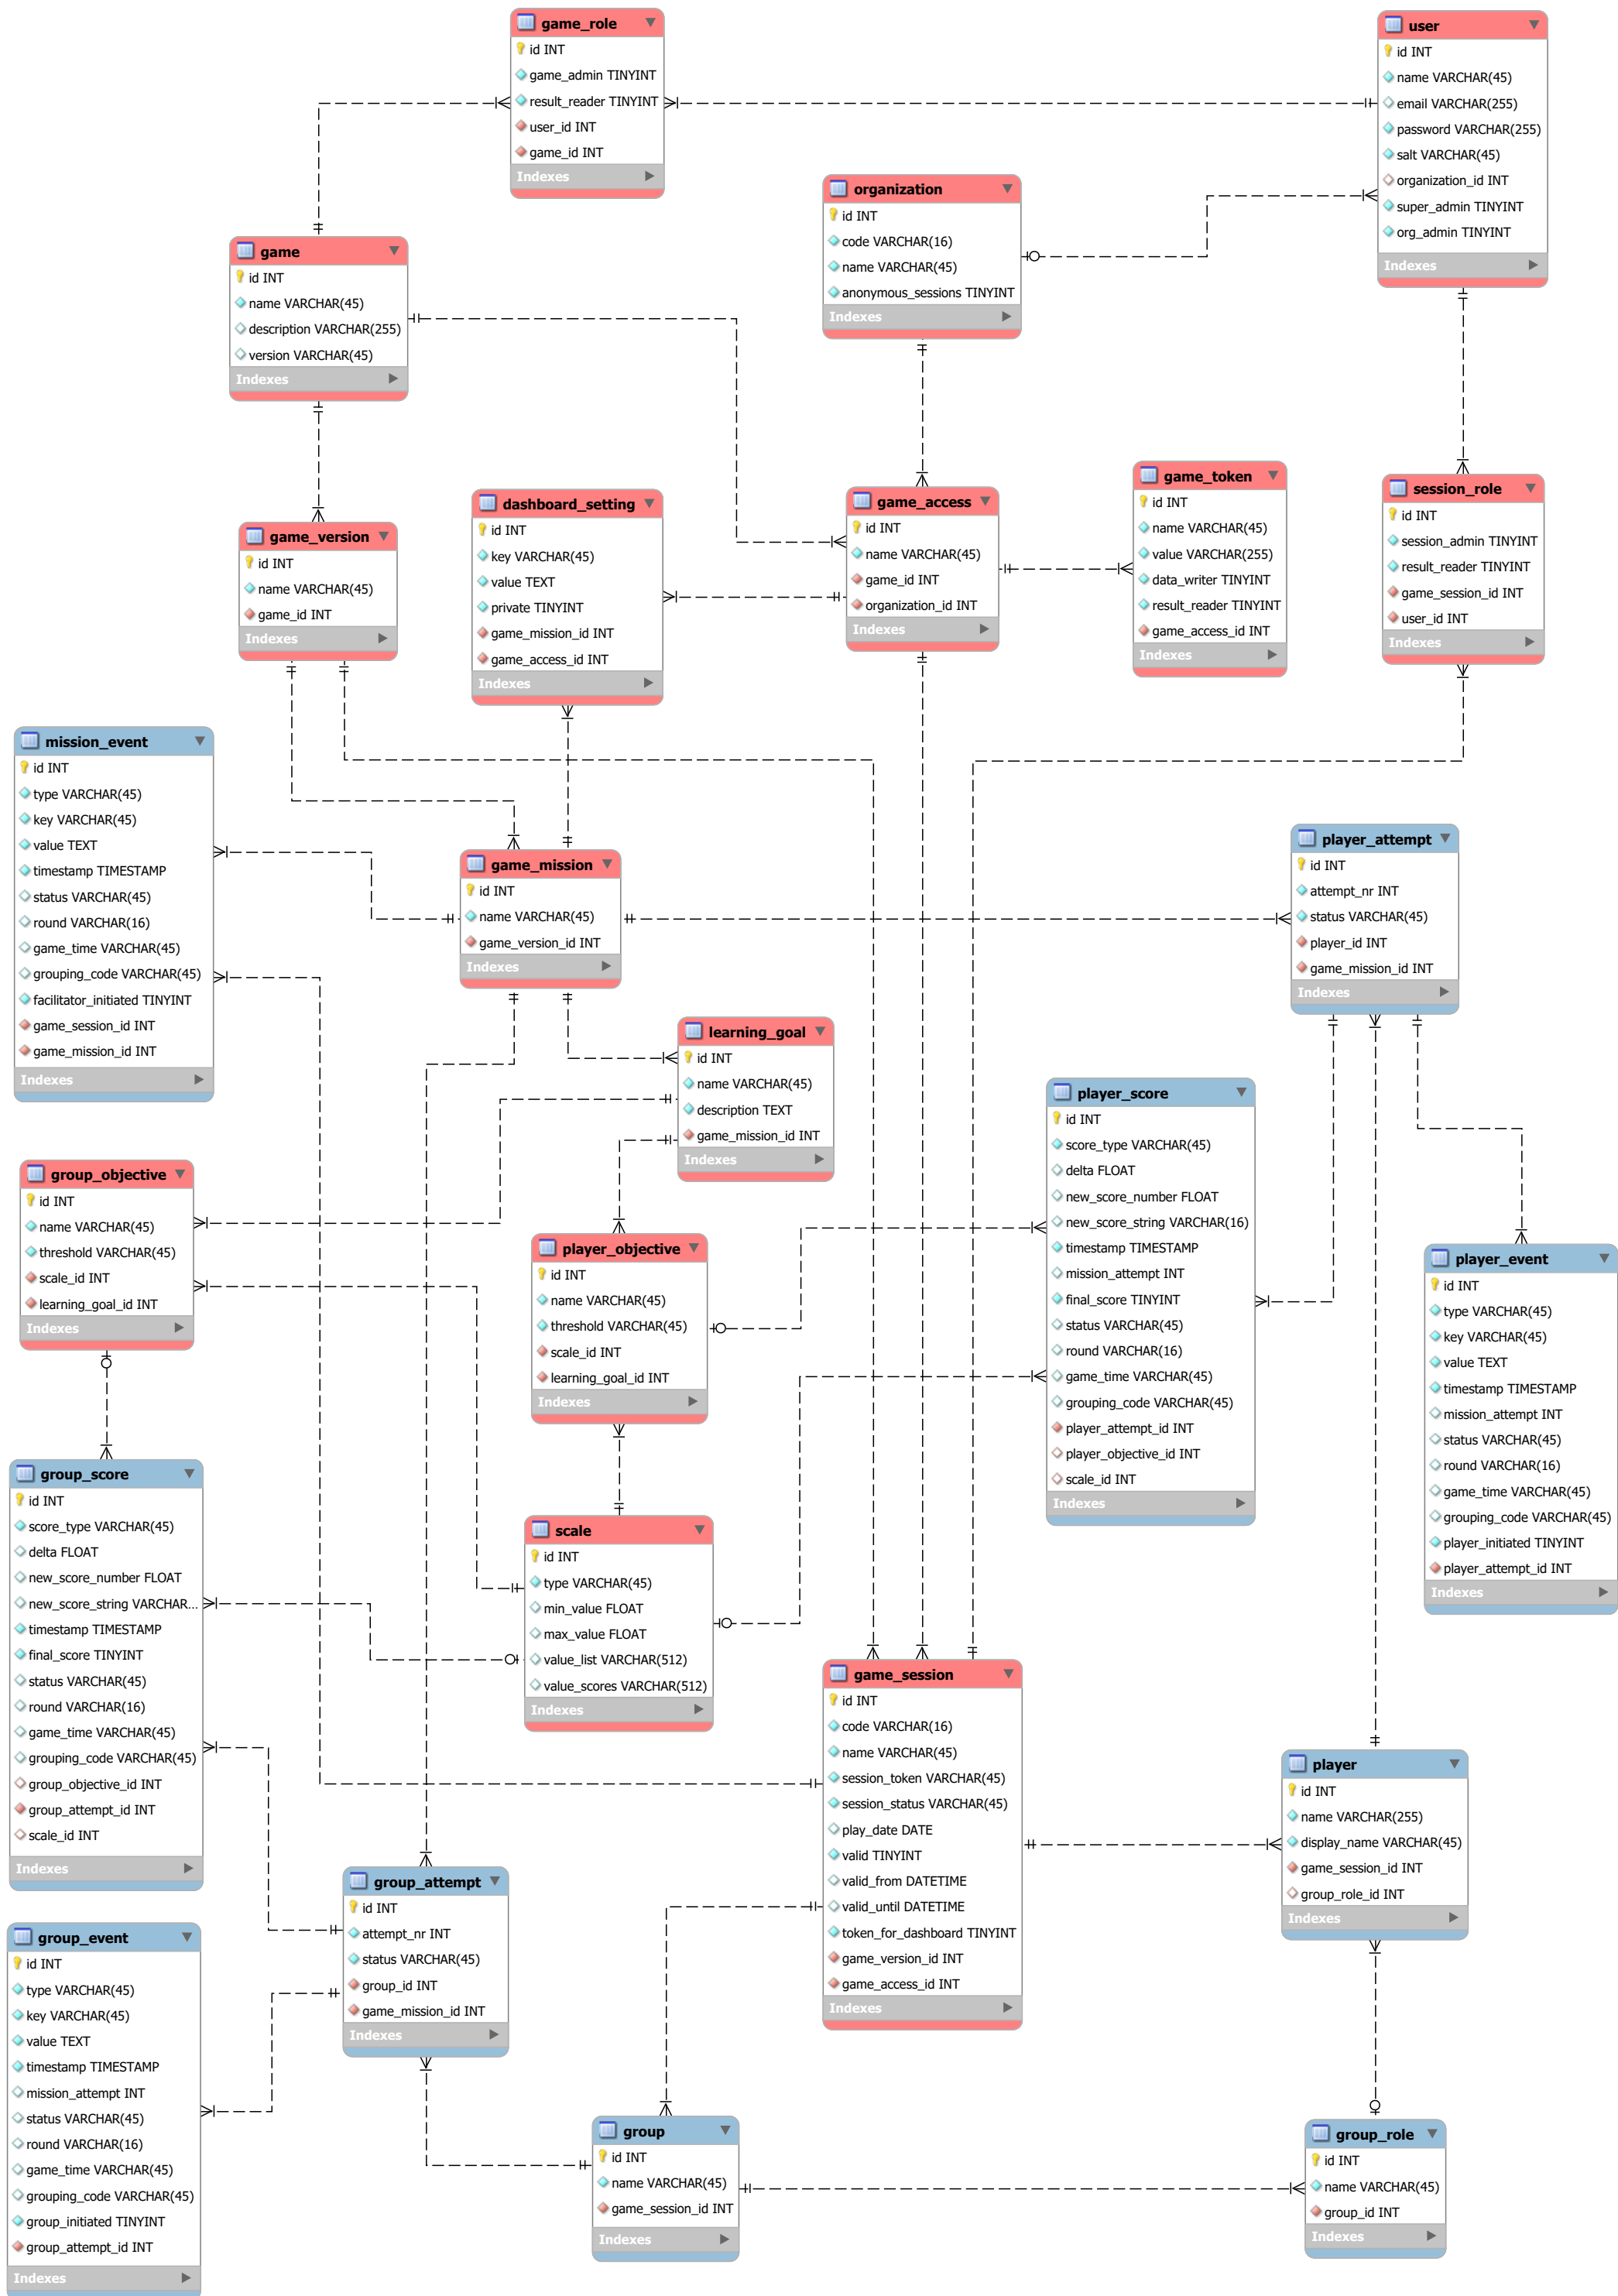 game_role
id INT
game_admin TINYINT
result_reader TINYINT
user_id INT
game_id INT
Indexes
user
id INT
name VARCHAR(45)
email VARCHAR(255)
password VARCHAR(255)
salt VARCHAR(45)
organization_id INT
super_admin TINYINT
org_admin TINYINT
Indexes
organization
id INT
code VARCHAR(16)
name VARCHAR(45)
anonymous_sessions TINYINT
Indexes
game
id INT
name VARCHAR(45)
description VARCHAR(255)
version VARCHAR(45)
Indexes
game_version
id INT
name VARCHAR(45)
game_id INT
Indexes
dashboard_setting
id INT
key VARCHAR(45)
value TEXT
private TINYINT
game_mission_id INT
game_access_id INT
Indexes
game_access
id INT
name VARCHAR(45)
game_id INT
organization_id INT
Indexes
game_token
id INT
name VARCHAR(45)
value VARCHAR(255)
data_writer TINYINT
result_reader TINYINT
game_access_id INT
Indexes
session_role
id INT
session_admin TINYINT
result_reader TINYINT
game_session_id INT
user_id INT
Indexes
mission_event
id INT
type VARCHAR(45)
key VARCHAR(45)
value TEXT
timestamp TIMESTAMP
status VARCHAR(45)
round VARCHAR(16)
game_time VARCHAR(45)
grouping_code VARCHAR(45)
facilitator_initiated TINYINT
game_session_id INT
game_mission_id INT
Indexes
game_mission
id INT
name VARCHAR(45)
game_version_id INT
Indexes
player_attempt
id INT
attempt_nr INT
status VARCHAR(45)
player_id INT
game_mission_id INT
Indexes
learning_goal
id INT
name VARCHAR(45)
description TEXT
game_mission_id INT
Indexes
player_score
id INT
score_type VARCHAR(45)
delta FLOAT
new_score_number FLOAT
new_score_string VARCHAR(16)
timestamp TIMESTAMP
mission_attempt INT
final_score TINYINT
status VARCHAR(45)
round VARCHAR(16)
game_time VARCHAR(45)
grouping_code VARCHAR(45)
player_attempt_id INT
player_objective_id INT
scale_id INT
Indexes
group_objective
id INT
name VARCHAR(45)
threshold VARCHAR(45)
scale_id INT
learning_goal_id INT
Indexes
player_objective
id INT
name VARCHAR(45)
threshold VARCHAR(45)
scale_id INT
learning_goal_id INT
Indexes
player_event
id INT
type VARCHAR(45)
key VARCHAR(45)
value TEXT
timestamp TIMESTAMP
mission_attempt INT
status VARCHAR(45)
round VARCHAR(16)
game_time VARCHAR(45)
grouping_code VARCHAR(45)
player_initiated TINYINT
player_attempt_id INT
Indexes
group_score
id INT
score_type VARCHAR(45)
delta FLOAT
new_score_number FLOAT
new_score_string VARCHAR...
timestamp TIMESTAMP
final_score TINYINT
status VARCHAR(45)
round VARCHAR(16)
game_time VARCHAR(45)
grouping_code VARCHAR(45)
group_objective_id INT
group_attempt_id INT
scale_id INT
Indexes
scale
id INT
type VARCHAR(45)
min_value FLOAT
max_value FLOAT
value_list VARCHAR(512)
value_scores VARCHAR(512)
Indexes
game_session
id INT
code VARCHAR(16)
name VARCHAR(45)
session_token VARCHAR(45)
session_status VARCHAR(45)
play_date DATE
valid TINYINT
valid_from DATETIME
valid_until DATETIME
token_for_dashboard TINYINT
game_version_id INT
game_access_id INT
Indexes
player
id INT
name VARCHAR(255)
display_name VARCHAR(45)
game_session_id INT
group_role_id INT
Indexes
group_attempt
id INT
attempt_nr INT
status VARCHAR(45)
group_id INT
game_mission_id INT
Indexes
group_event
id INT
type VARCHAR(45)
key VARCHAR(45)
value TEXT
timestamp TIMESTAMP
mission_attempt INT
status VARCHAR(45)
round VARCHAR(16)
game_time VARCHAR(45)
grouping_code VARCHAR(45)
group_initiated TINYINT
group_attempt_id INT
Indexes
group
id INT
name VARCHAR(45)
game_session_id INT
Indexes
group_role
id INT
name VARCHAR(45)
group_id INT
Indexes